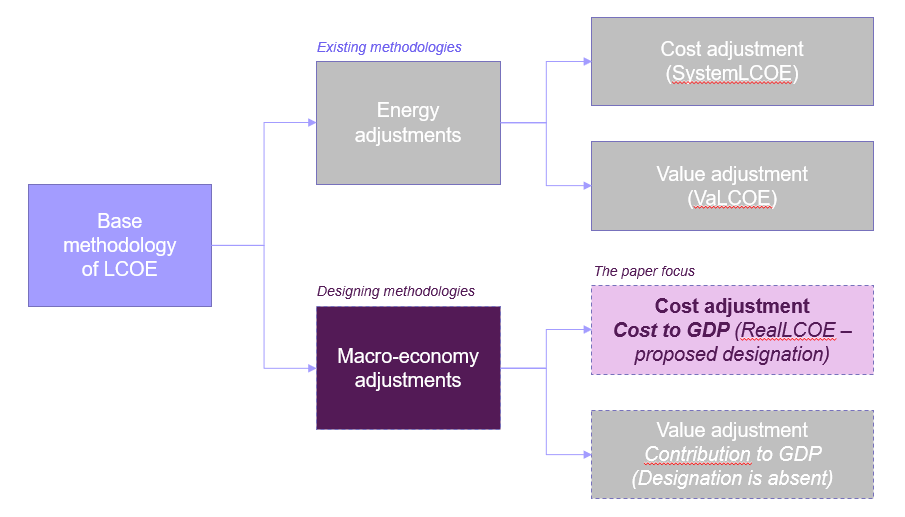 Base
methodology
of LCOE
Existing methodologies
Energy
adjustments
Cost adjustment
(SystemLCOE)
Value adjustment
(VaLCOE)
Designing methodologies
Macro-economy
adjustments
The paper focus
Cost adjustment
Cost to GDP (RealLCOE –
proposed designation)
Value adjustment
Contribution to GDP
(Designation is absent)